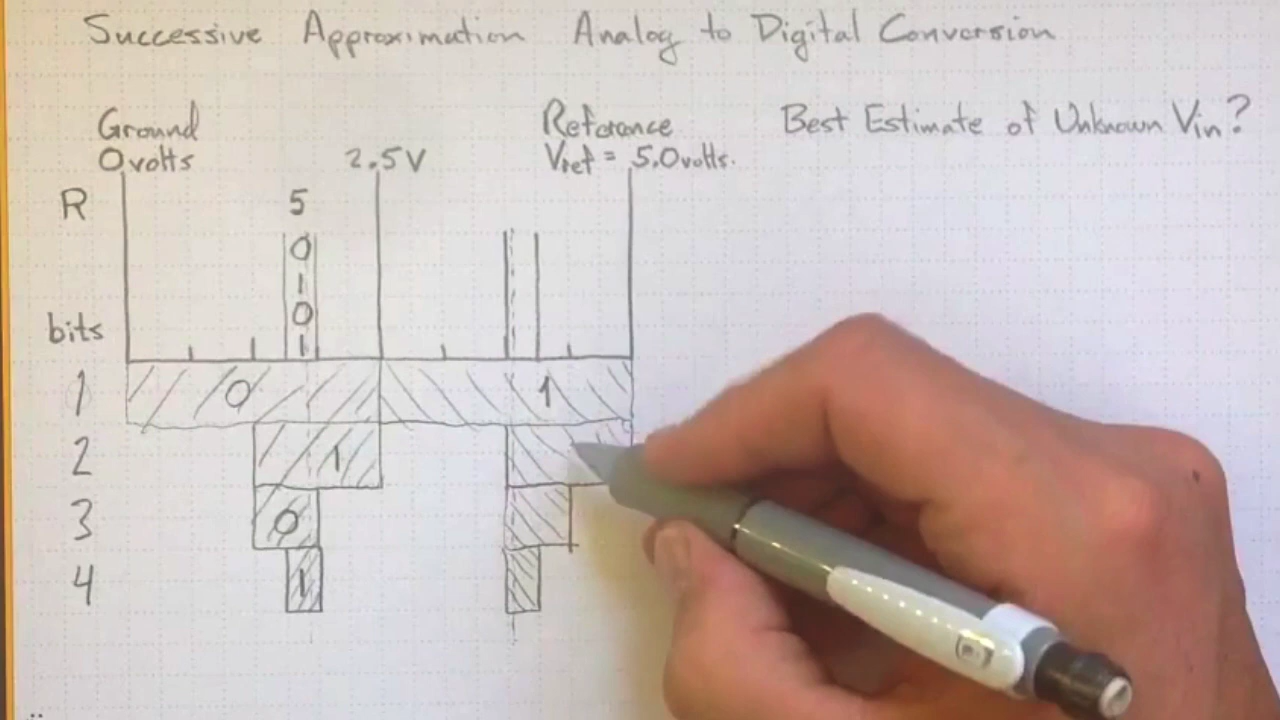 Successive Approximation Analog to Digital Conversion
Ground
0 volts
2.5V
Reference
Vref = 5.0 volts.
Best Estimate of Unknown Vin?
R
5
0
1
0
1
bits
1
0
1
2
1
3
0
4
1